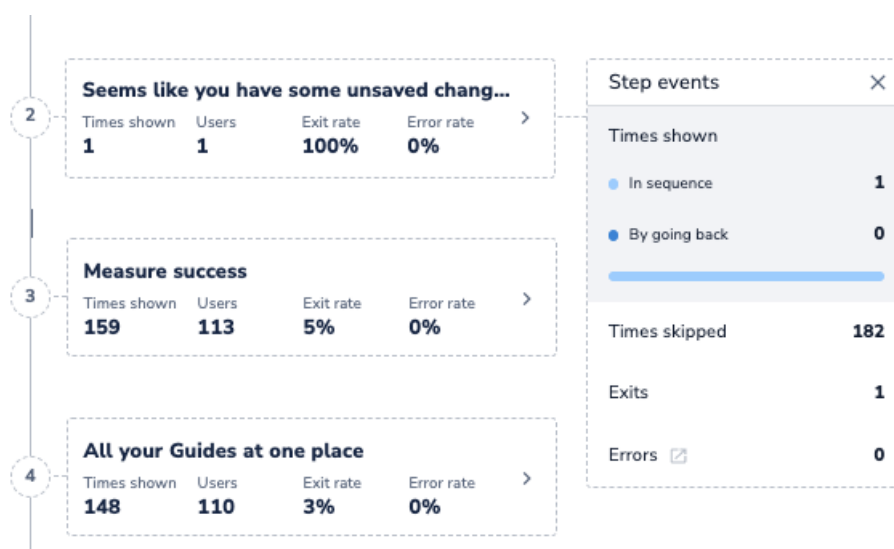 2
Seems like you have some unsaved chang...
Times shown Users Exit rate Error rate
1 1 100% 0%
3
Measure success
Times shown Users Exit rate Error rate
159 113 5% 0%
4
All your Guides at one place
Times shown Users Exit rate Error rate
148 110 3% 0%
Step events
Times shown
In sequence 1
By going back 0
Times skipped 182
Exits 1
Errors 0